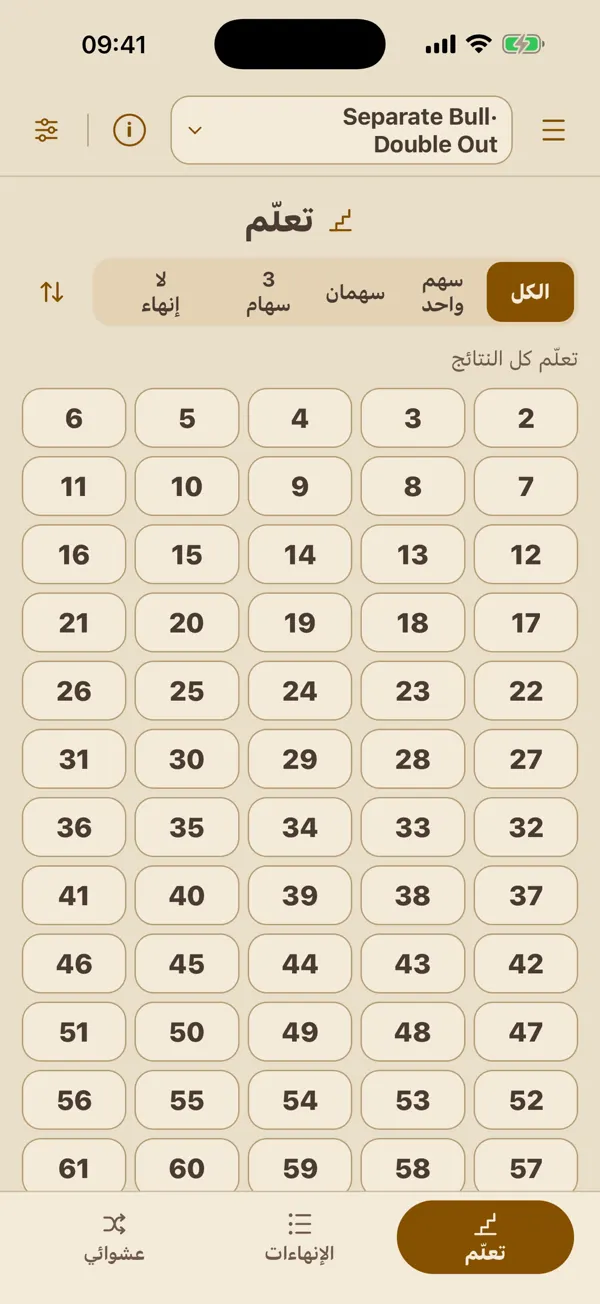 09:41
Separate Bull·
Double Out
تعلّم
الكل
سهم
واحد
سهمان
3
سهام
لا
إنهاء
تعلّم كل النتائج
2 3 4 5 6
7 8 9 10 11
12 13 14 15 16
17 18 19 20 21
22 23 24 25 26
27 28 29 30 31
32 33 34 35 36
37 38 39 40 41
42 43 44 45 46
47 48 49 50 51
52 53 54 55 56
57 58 59 60 61
تعلّم
الإنهاءات
عشوائي